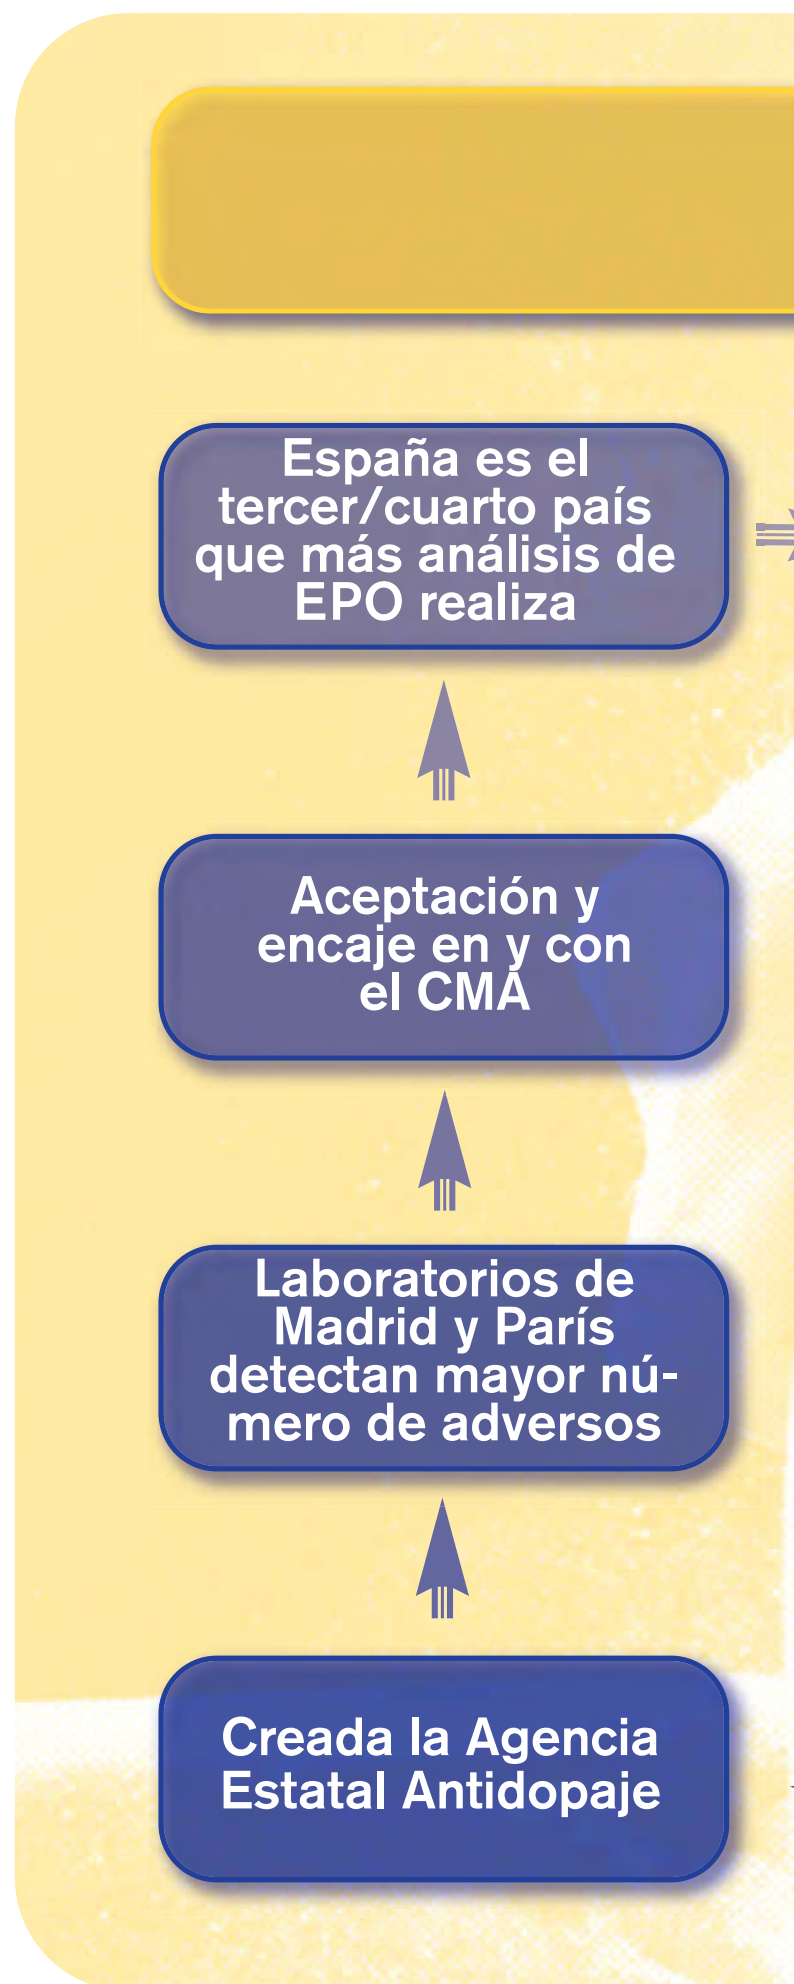 España es el
tercer/cuarto país
que más análisis de
EPO realiza
Aceptación y
encaje en y con
el CMA
Laboratorios de
Madrid y París
detectan mayor nú-
mero de adversos
Creada la Agencia
Estatal Antidopaje